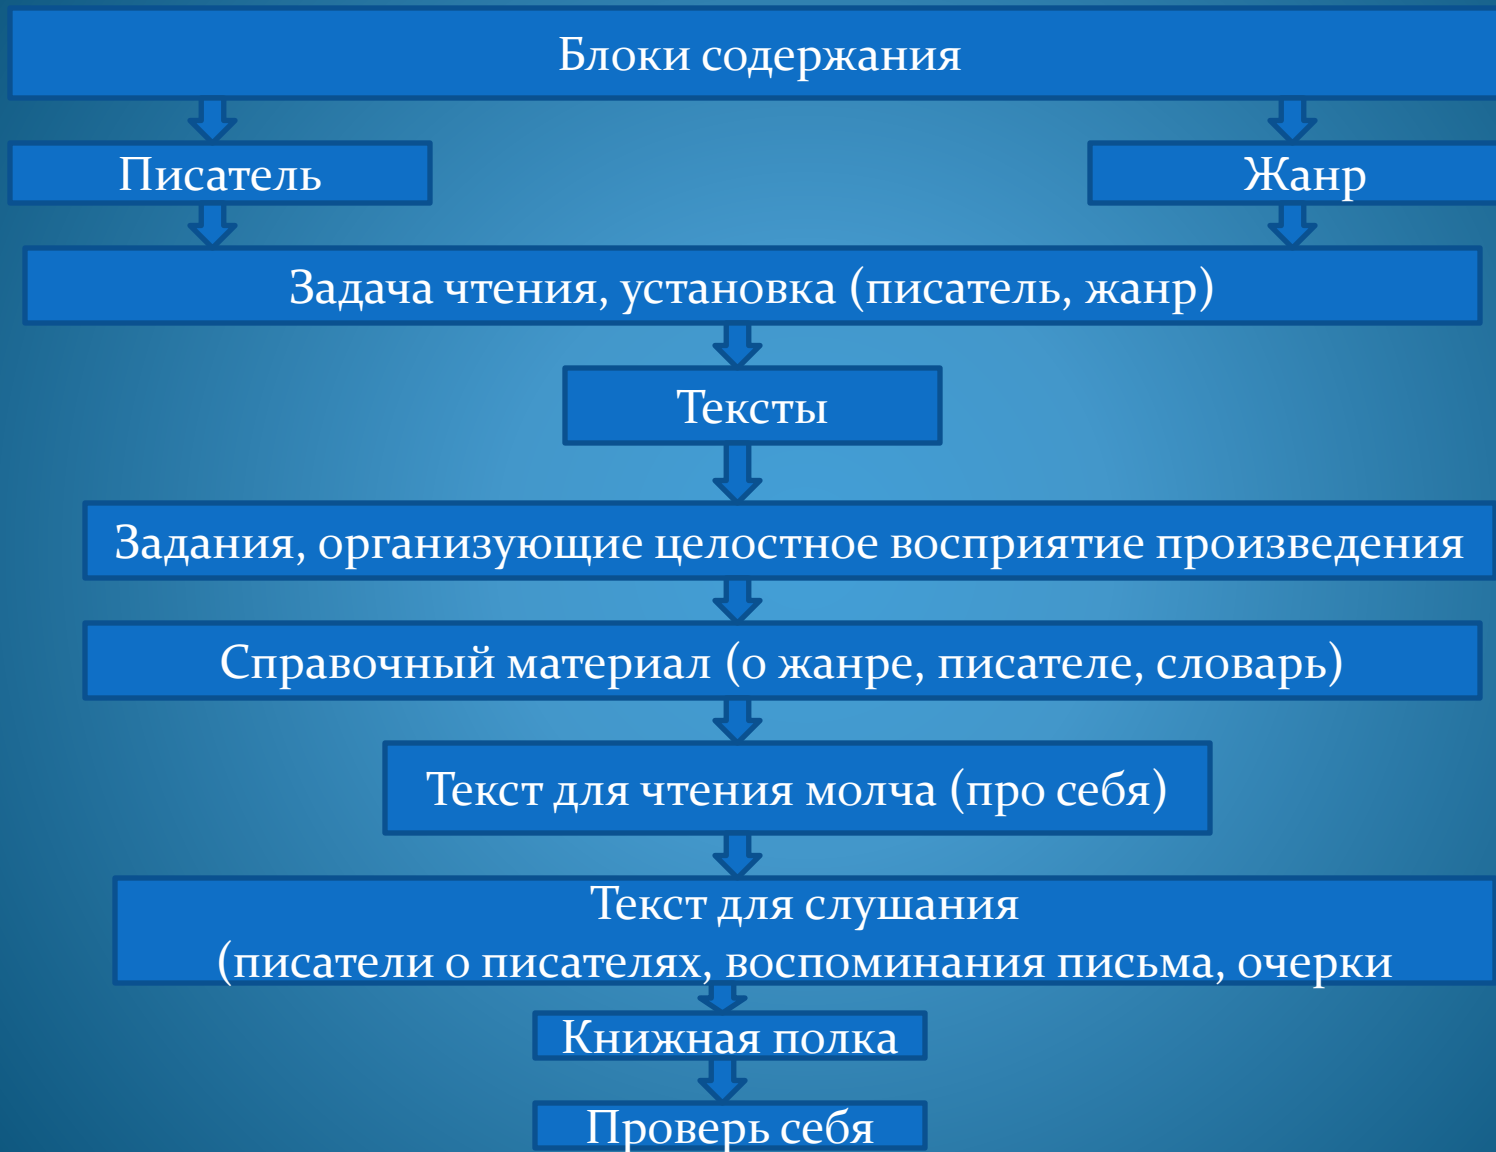 Блоки содержания
Писатель
Жанр
Задача чтения, установка (писатель, жанр)
Тексты
Задания, организующие целостное восприятие произведения
Справочный материал (о жанре, писателе, словарь)
Текст для чтения молча (про себя)
Текст для слушания
(писатели о писателях, воспоминания письма, очерки
Книжная полка
Проверь себя